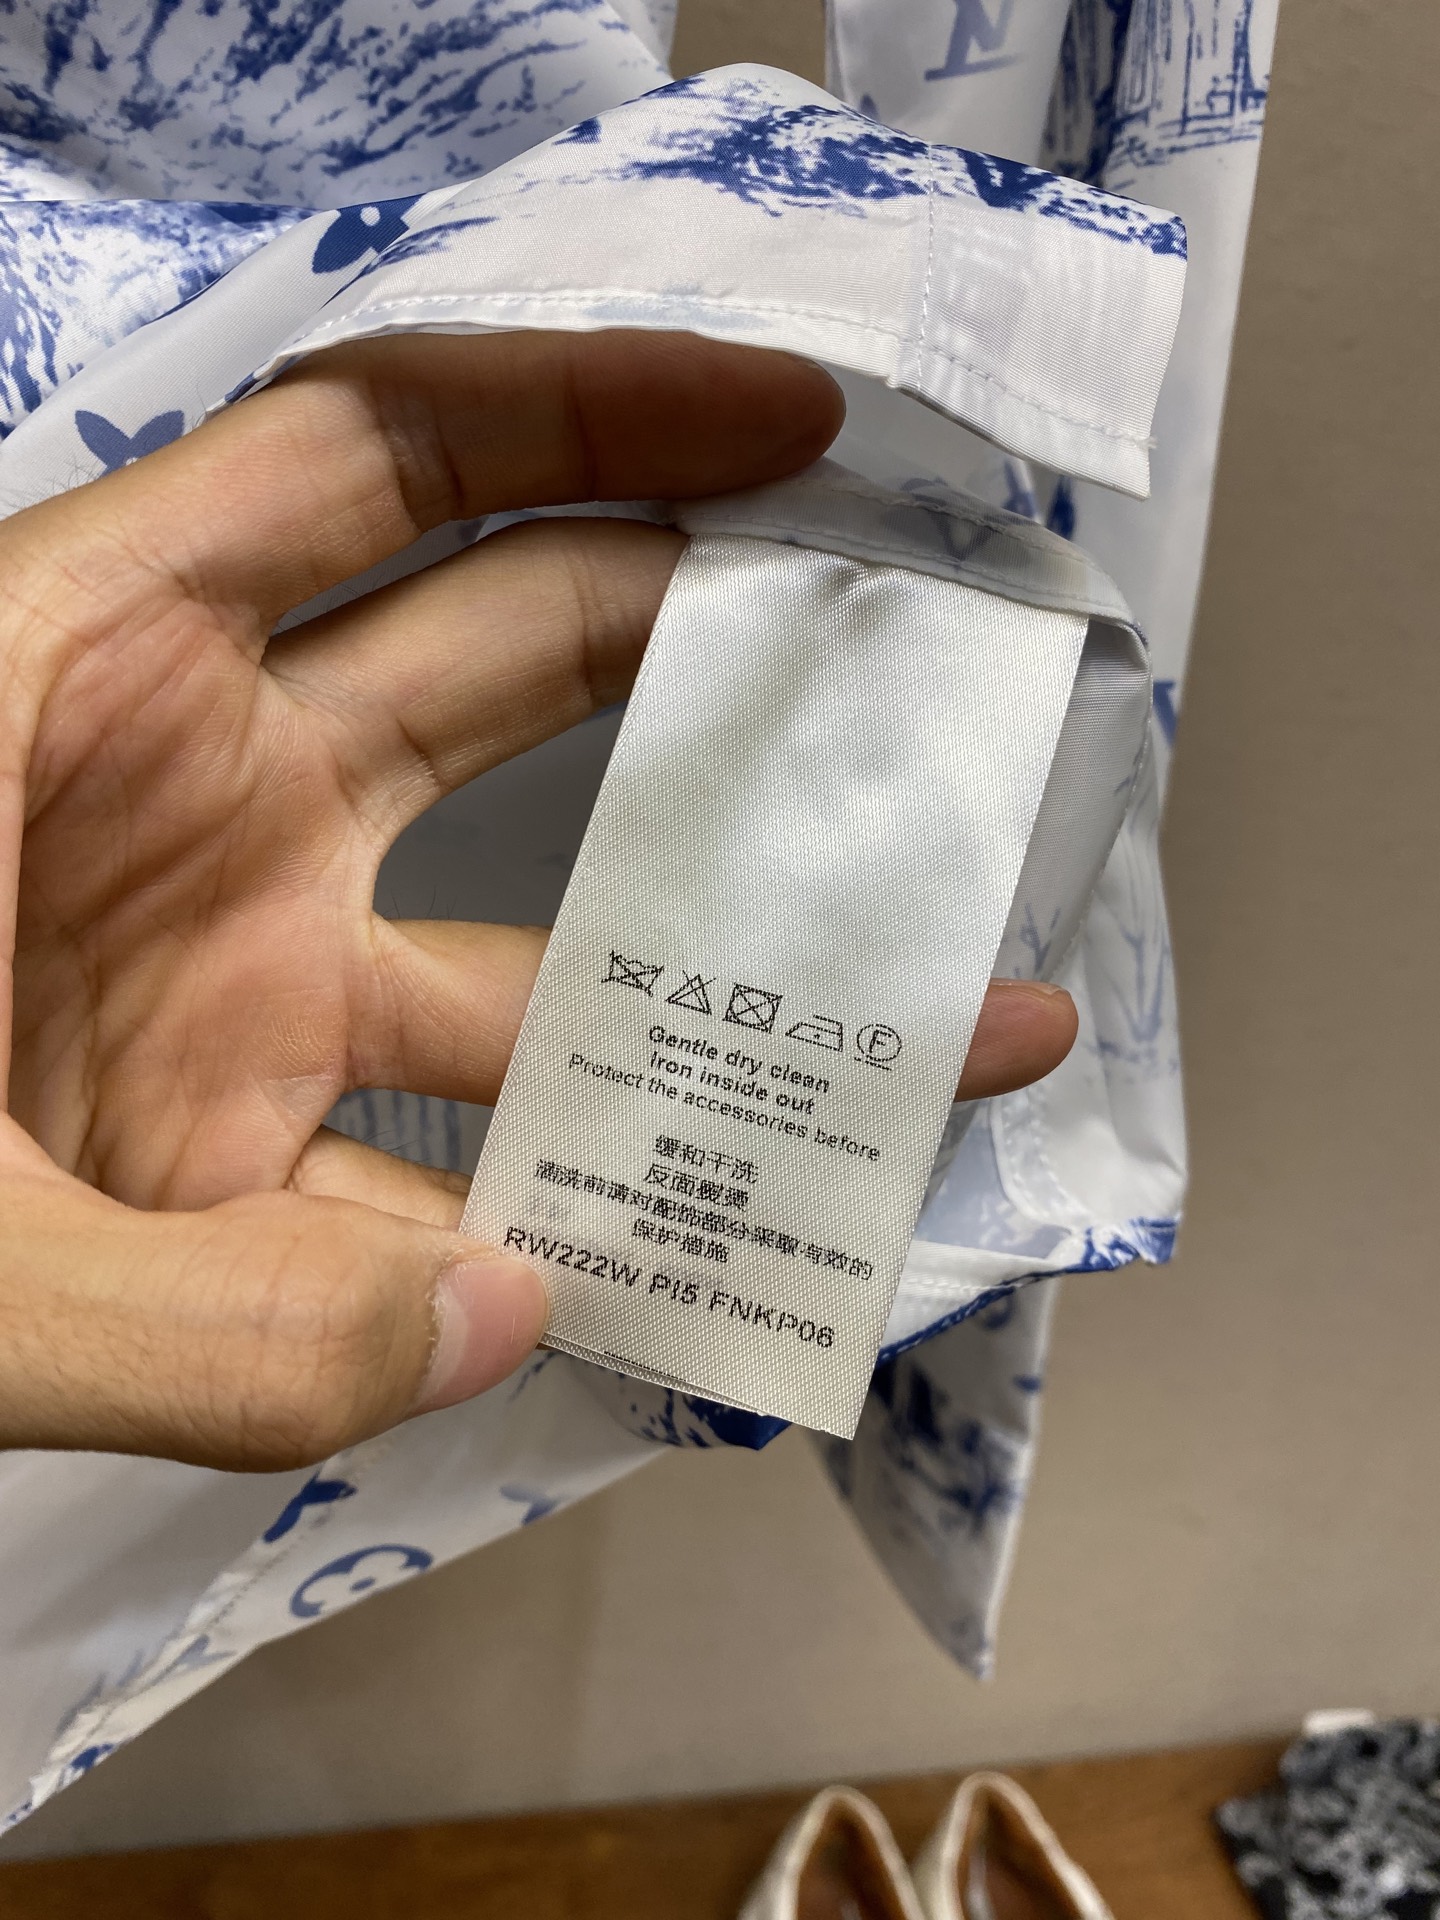 F
Gentle dry clean
Iron inside out
Protect the accessories before
缓和干洗
反面熨烫
清洗前请对配饰部分采取有效的
保护措施
RW222W PI5 FNKP06